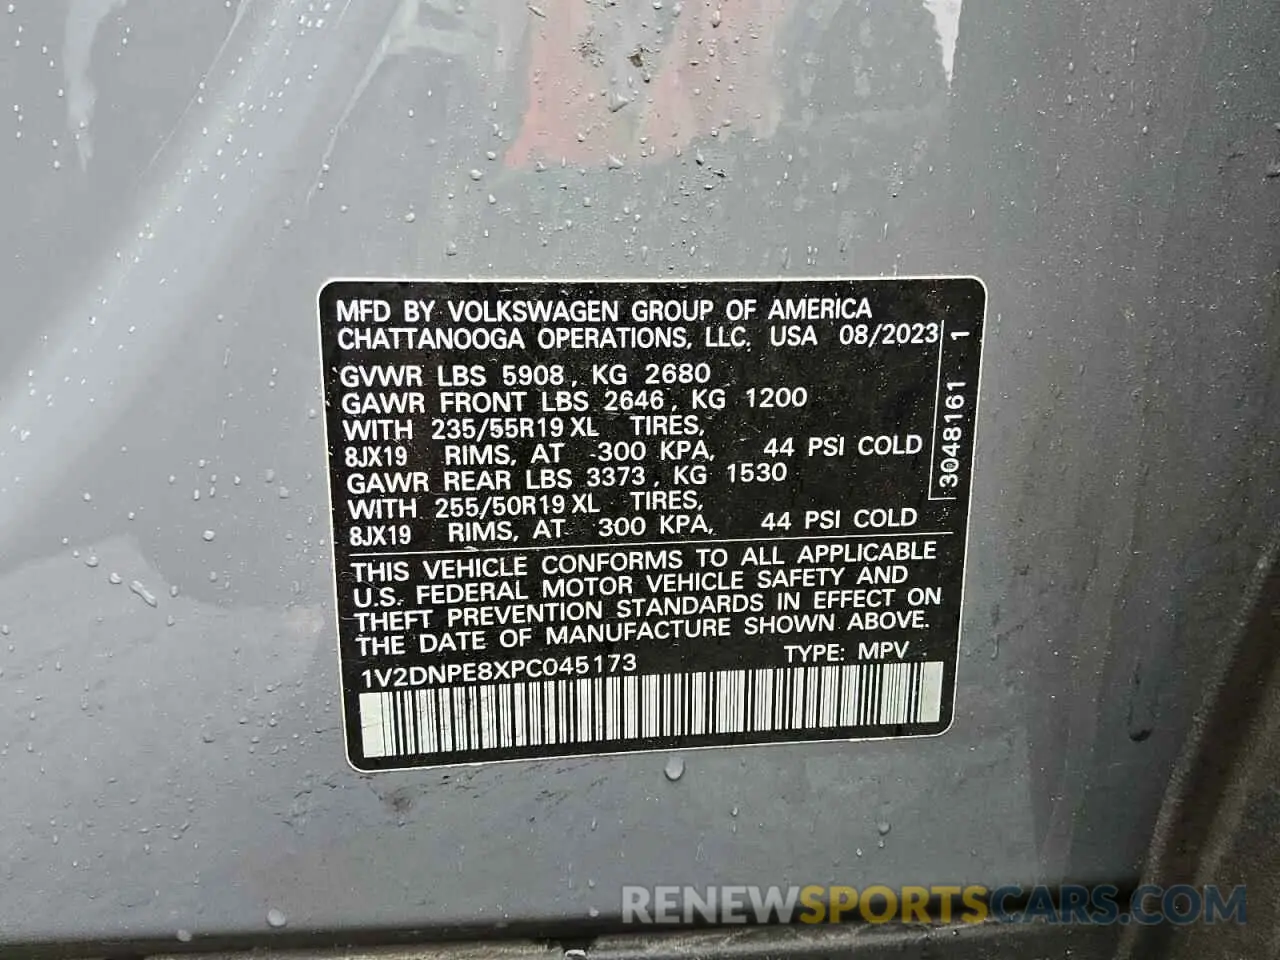 MFD BY VOLKSWAGEN GROUP OF AMERICA
CHATTANOOGA OPERATIONS, LLC. USA 08/2023
GVWR LBS 5908, KG 2680
GAWR FRONT LBS 2646, KG 1200
WITH 235/55R19 XL TIRES,
8JX19 RIMS, AT 300 KPA, 44 PSI COLD
GAWR REAR LBS 3373, KG 1530
WITH 255/50R19 XL TIRES,
8JX19 RIMS, AT 300 KPA, 44 PSI COLD
3048161 1
THIS VEHICLE CONFORMS TO ALL APPLICABLE
U.S. FEDERAL MOTOR VEHICLE SAFETY AND
THEFT PREVENTION STANDARDS IN EFFECT ON
THE DATE OF MANUFACTURE SHOWN ABOVE.
1V2DNPE8XPC045173 TYPE: MPV
RENEWSPORTSCARS.COM